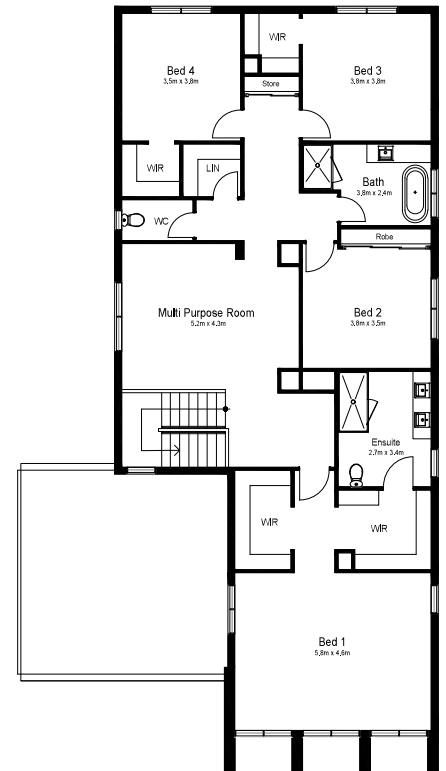 WIR
Bed 4
3,5m x 3,8m
Bed 3
3,6m x 3,8m
Store
WIR
LIN
Bath
3,8m x 2,4m
WC
Robe
Multi Purpose Room
5.2m x 4.3m
Bed 2
3,6m x 3,5m
Ensuite
2.7m x 3.4m
WIR
WIR
Bed 1
5,8m x 4,6m